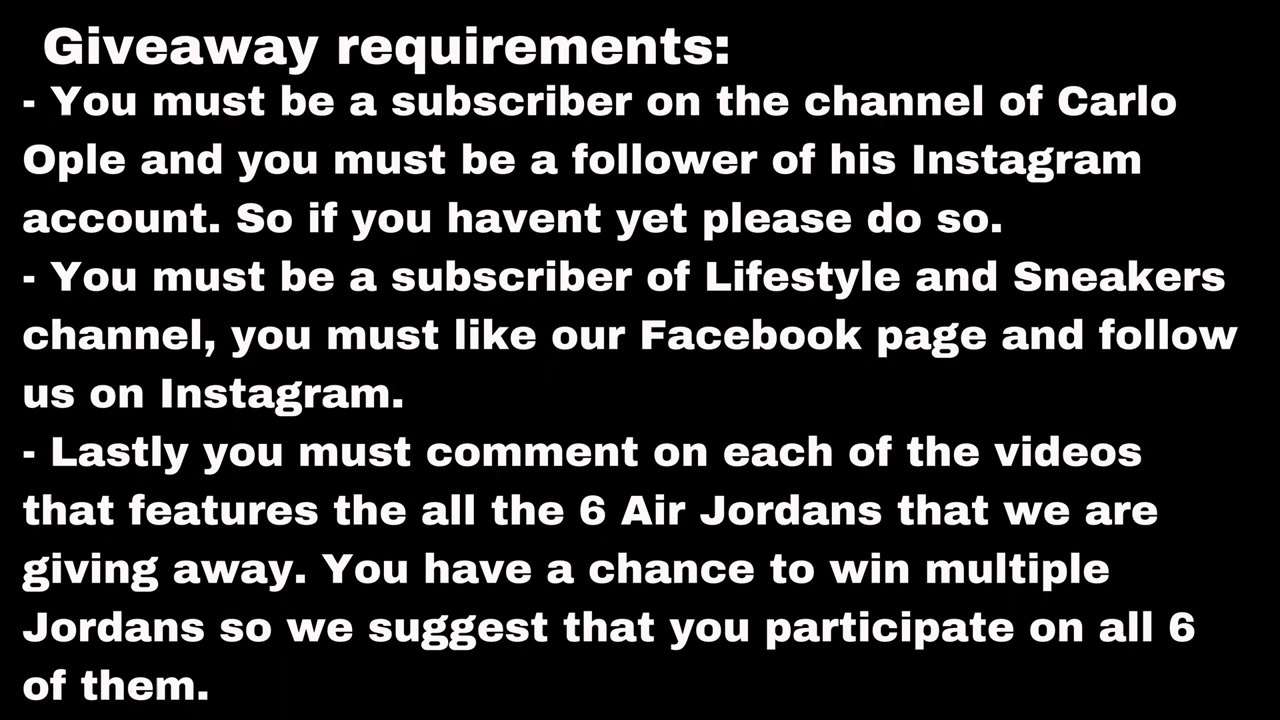 Giveaway requirements:
- You must be a subscriber on the channel of Carlo
Ople and you must be a follower of his Instagram
account. So if you havent yet please do so.
- You must be a subscriber of Lifestyle and Sneakers
channel, you must like our Facebook page and follow
us on Instagram.
- Lastly you must comment on each of the videos
that features the all the 6 Air Jordans that we are
giving away. You have a chance to win multiple
Jordans so we suggest that you participate on all 6
of them.